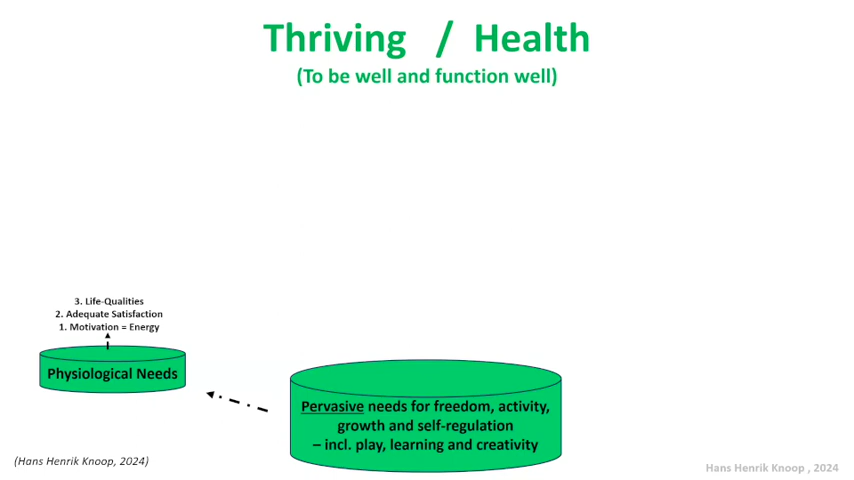 Thriving / Health
(To be well and function well)
3. Life-Qualities
2. Adequate Satisfaction
1. Motivation = Energy
Physiological Needs
Pervasive needs for freedom, activity,
growth and self-regulation
– incl. play, learning and creativity
(Hans Henrik Knoop, 2024)
Hans Henrik Knoop , 2024